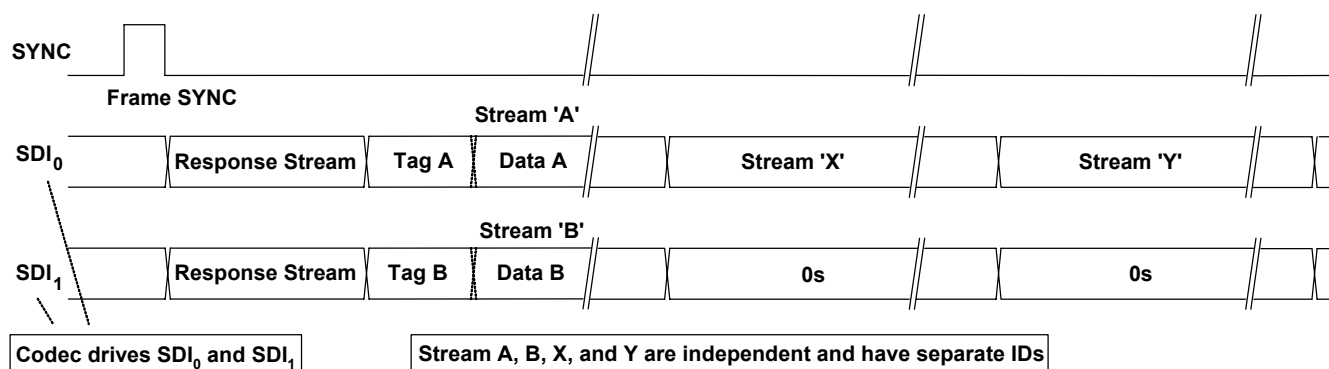 SYNC
Frame SYNC
Stream 'A'
SDI0 Response Stream Tag A Data A Stream 'X' Stream 'Y'
Stream 'B'
SDI1 Response Stream Tag B Data B 0s 0s
Codec drives SDI0 and SDI1 Stream A, B, X, and Y are independent and have separate IDs